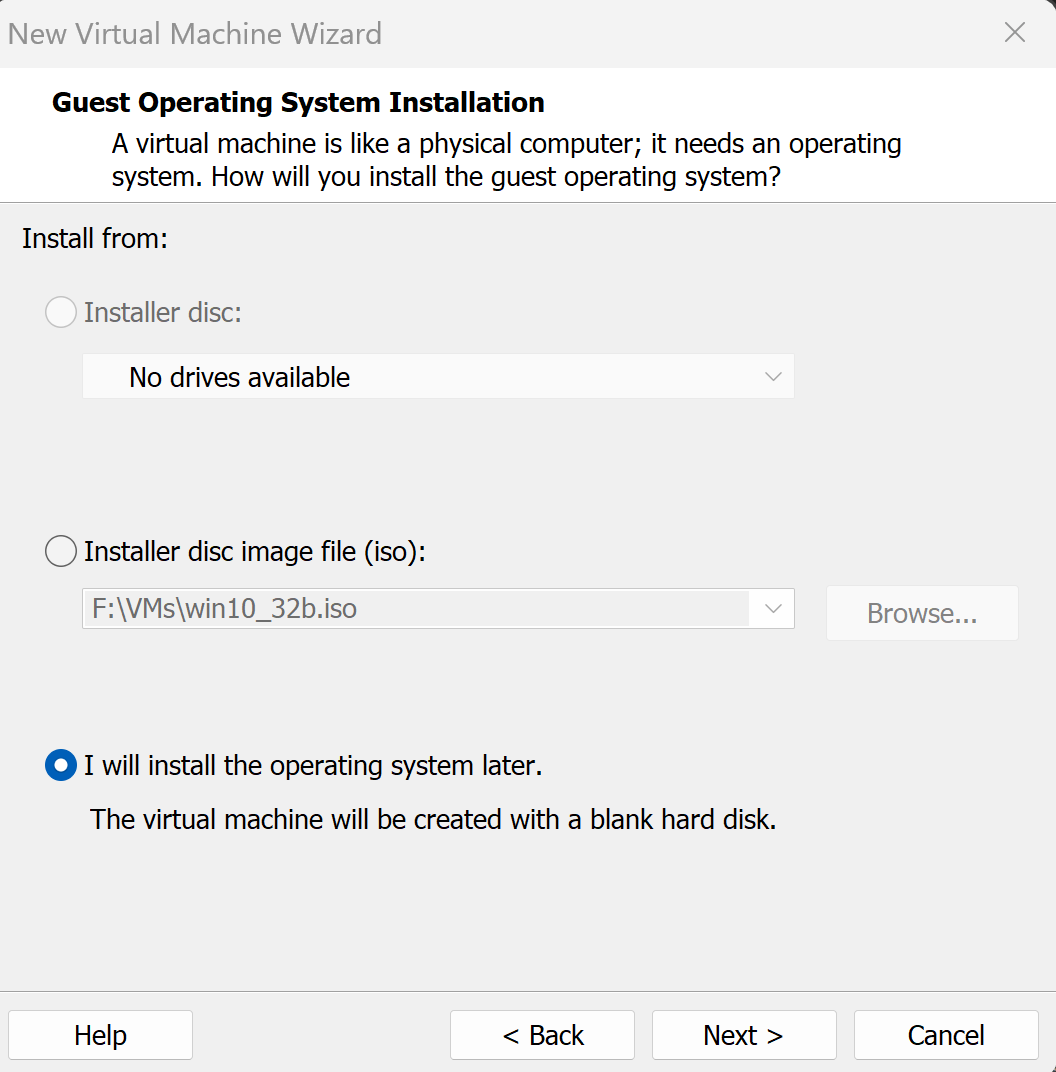 New Virtual Machine Wizard
Guest Operating System Installation
A virtual machine is like a physical computer; it needs an operating
system. How will you install the guest operating system?
Install from:
Installer disc:
No drives available
Installer disc image file (iso):
F:\VMs\win10_32b.iso
Browse...
I will install the operating system later.
The virtual machine will be created with a blank hard disk.
Help
< Back
Next >
Cancel